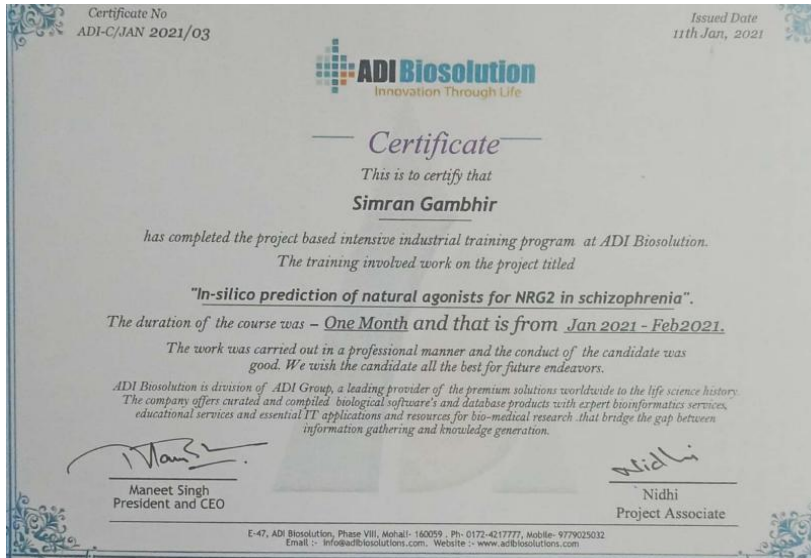 Certificate No
ADI-C/JAN 2021/03
Issued Date
11th Jan, 2021
ADI Biosolution
Innovation Through Life
Certificate
This is to certify that
Simran Gambhir
has completed the project based intensive industrial training program at ADI Biosolution.
The training involved work on the project titled
"In-silico prediction of natural agonists for NRG2 in schizophrenia".
The duration of the course was – One Month and that is from Jan 2021 - Feb2021.
The work was carried out in a professional manner and the conduct of the candidate was
good. We wish the candidate all the best for future endeavors.
ADI Biosolution is division of ADI Group, a leading provider of the premium solutions worldwide to the life science history.
The company offers curated and compiled biological software's and database products with expert bioinformatics services,
educational services and essential IT applications and resources for bio-medical research .that bridge the gap between
information gathering and knowledge generation.
Nidhi
Maneet Singh
President and CEO
Nidhi
Project Associate
E-47, ADI Biosolution, Phase VIII, Mohali- 160059 . Ph- 0172-4217777, Mobile- 9779025032
Email :- info@adibiosolutions.com. Website :- www.adibiosolutions.com